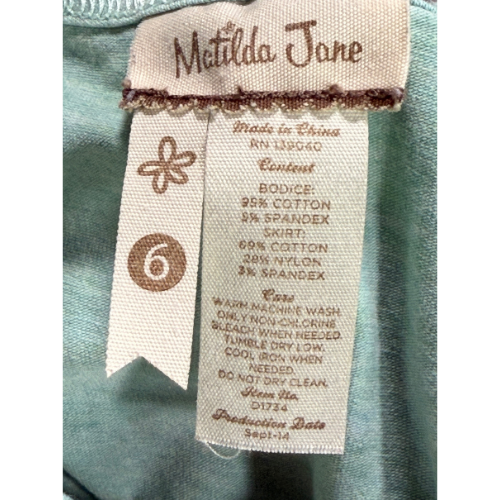 Matilda Jane
6
Made in China
RN 139040
Content
BODICE:
95% COTTON
5% SPANDEX
SKIRT:
69% COTTON
28% NYLON
3% SPANDEX
Care
WARM MACHINE WASH.
ONLY NON-CHLORINE
BLEACH WHEN NEEDED.
TUMBLE DRY LOW.
COOL IRON WHEN
NEEDED.
DO NOT DRY CLEAN.
Item No.
D1734
Production Date
Sept-14